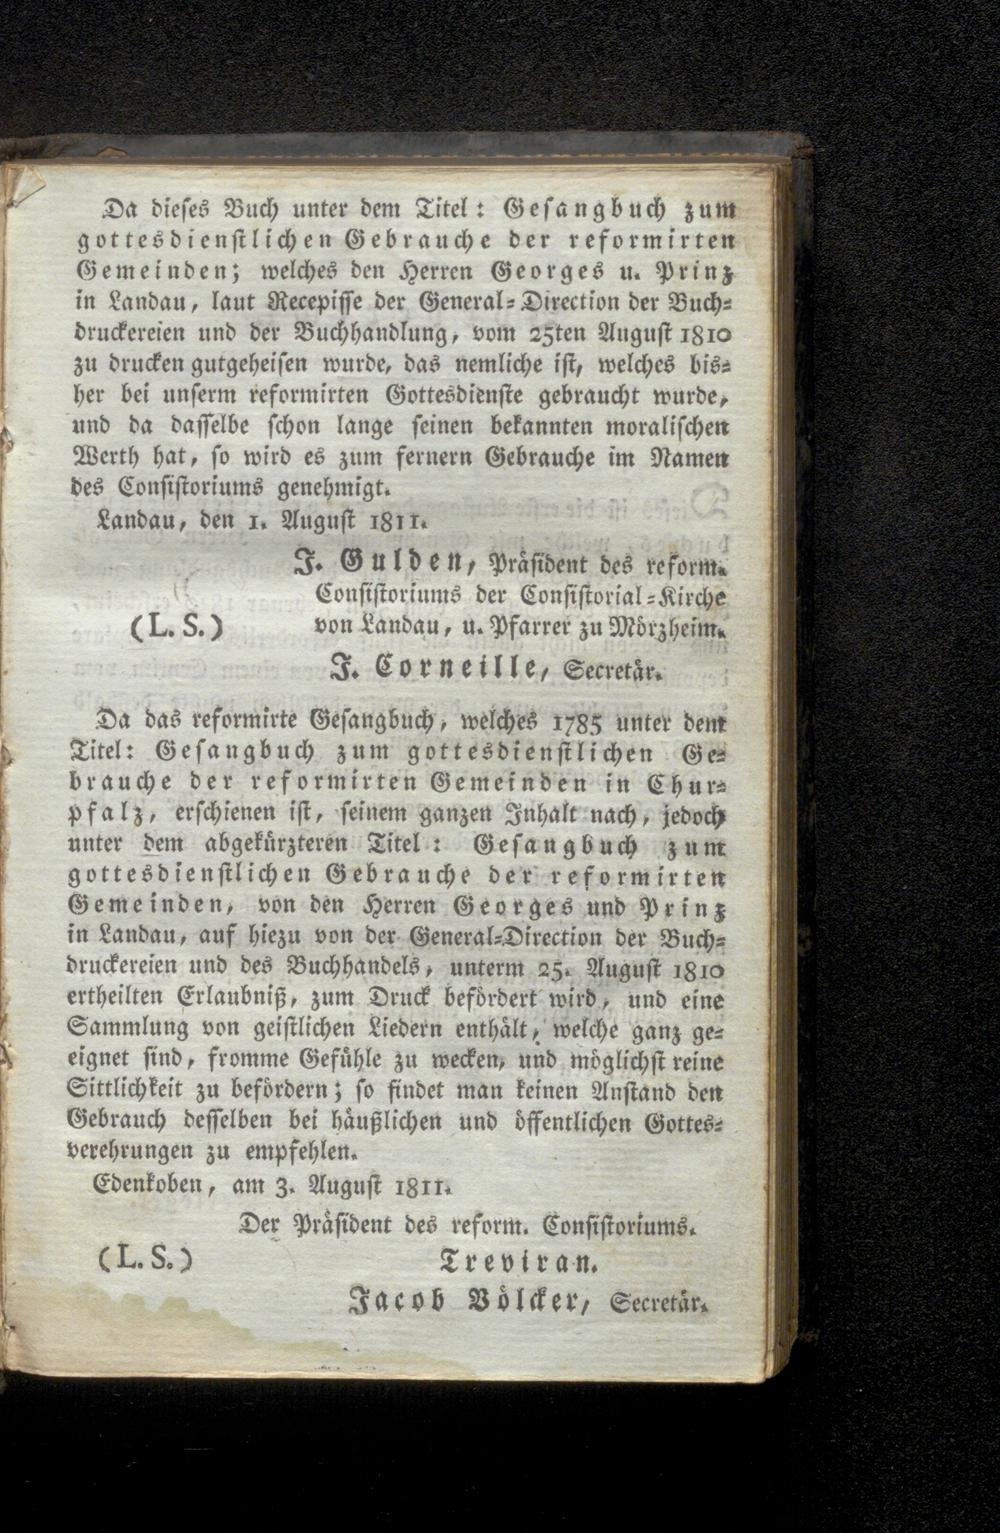 Da dieses Buch unter dem Titel: Gesangbuch zum
gottesdienstlichen Gebrauche der reformirten
Gemeinden; welches den Herren Georges u. Prinz
in Landau, laut Recepisse der General-Direction der Buch-
druckereien und der Buchhandlung, vom 25ten August 1810
zu drucken gutgeheisen wurde, das nemliche ist, welches bis-
her bei unserm reformirten Gottesdienste gebraucht wurde,
und da dasselbe schon lange seinen bekannten moralischen
Werth hat, so wird es zum fernern Gebrauche im Namen
des Consistoriums genehmigt.
Landau, den 1. August 1811.
J. Gulden, Präsident des reform.
Consistoriums der Consistorial-Kirche
(L. S.) von Landau, u. Pfarrer zu Mörzheim.
J. Corneille, Secretär.
Da das reformirte Gesangbuch, welches 1785 unter dem
Titel: Gesangbuch zum gottesdienstlichen Ge-
brauche der reformirten Gemeinden in Chur-
pfalz, erschienen ist, seinem ganzen Inhalt nach, jedoch
unter dem abgekürzteren Titel: Gesangbuch zum
gottesdienstlichen Gebrauche der reformirten
Gemeinden, von den Herren Georges und Prinz
in Landau, auf hiezu von der General-Direction der Buch-
druckereien und des Buchhandels, unterm 25. August 1810
ertheilten Erlaubniß, zum Druck befördert wird, und eine
Sammlung von geistlichen Liedern enthält, welche ganz ge-
eignet sind, fromme Gefühle zu wecken, und möglichst reine
Sittlichkeit zu befördern; so findet man keinen Anstand den
Gebrauch desselben bei häußlichen und öffentlichen Gottes-
verehrungen zu empfehlen.
Edenkoben, am 3. August 1811.
Der Präsident des reform. Consistoriums.
(L. S.) Treviran.
Jacob Völcker, Secretär.